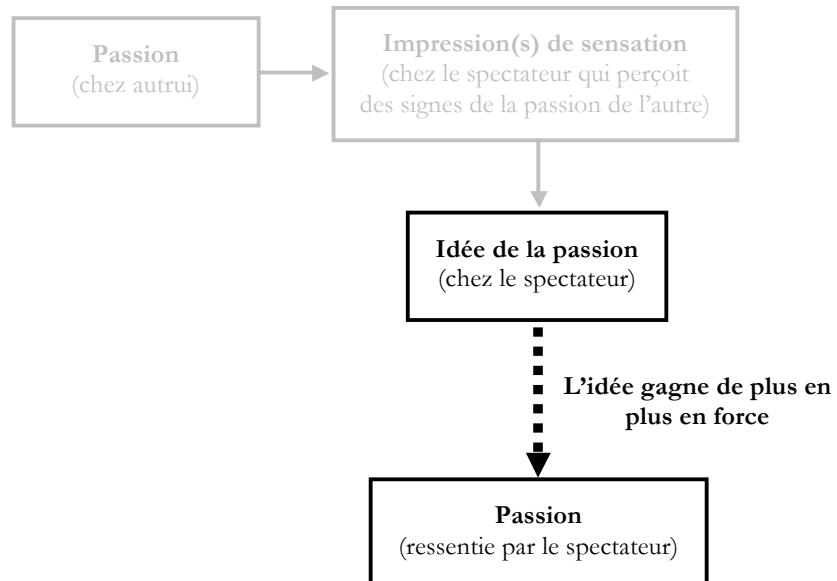 Passion
(chez autrui)
Impression(s) de sensation
(chez le spectateur qui perçoit
des signes de la passion de l’autre)
Idée de la passion
(chez le spectateur)
L’idée gagne de plus en
plus en force
Passion
(ressentie par le spectateur)